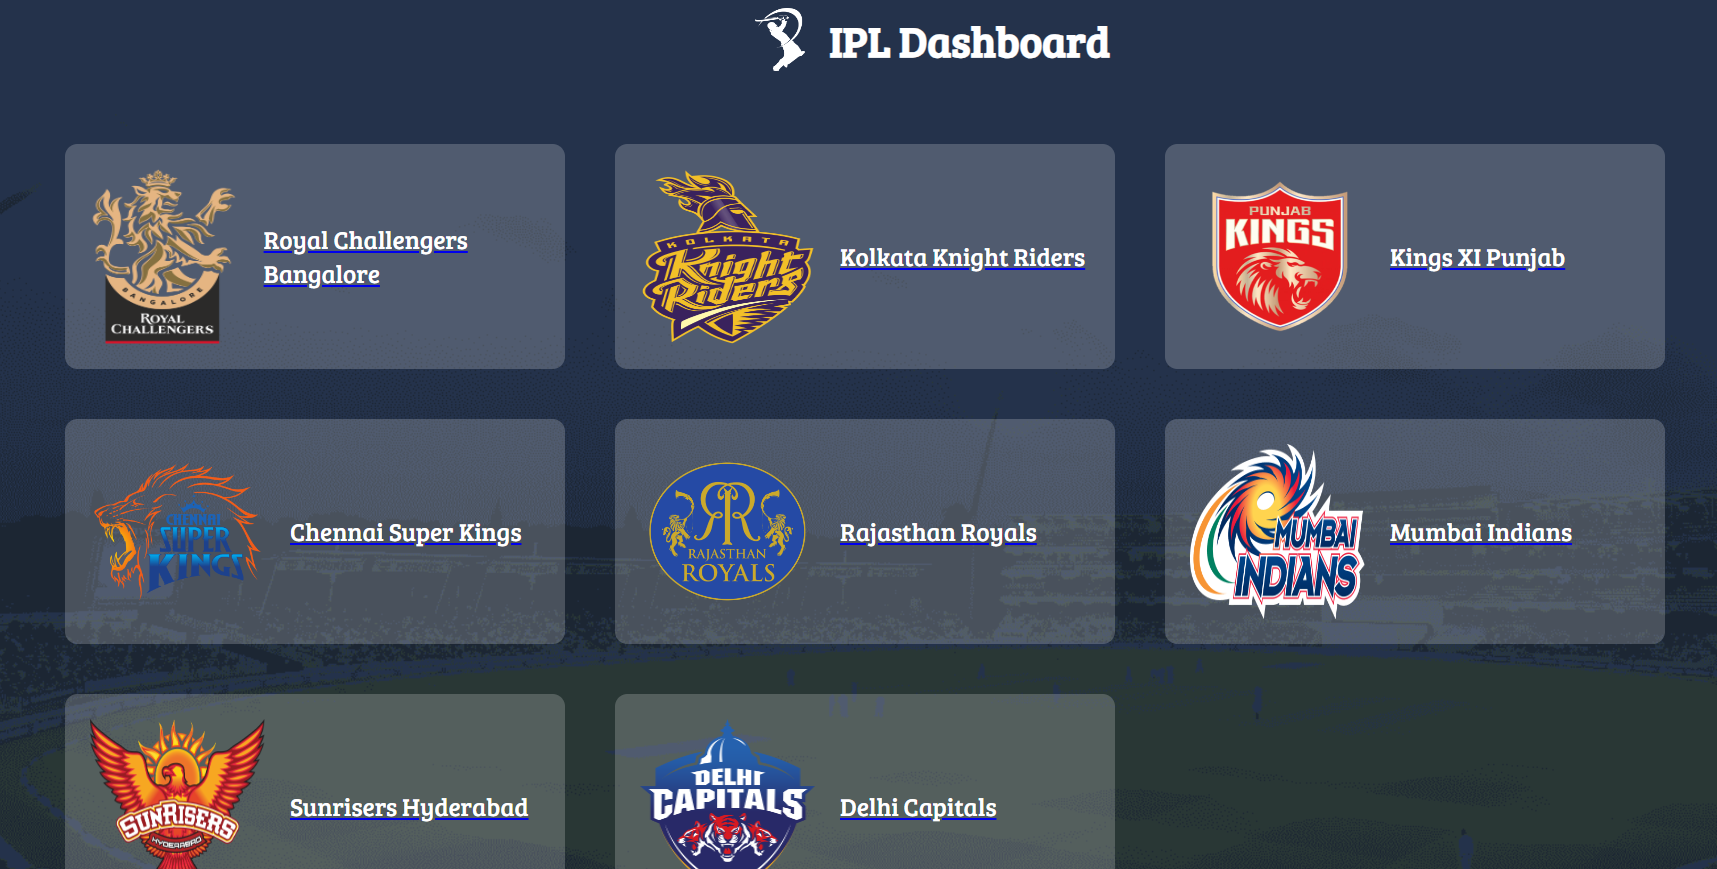 IPL Dashboard
BANGALORE
ROYAL
CHALLENGERS
Royal Challengers
Bangalore
KOLKATA
Knight
Riders
Kolkata Knight Riders
PUNJAB
KINGS
Kings XI Punjab
CHENNAI
SUPER
KINGS
Chennai Super Kings
RR
RAJASTHAN
ROYALS
Rajasthan Royals
MUMBAI
INDIANS
Mumbai Indians
SUNRISERS
HYDERABAD
Sunrisers Hyderabad
DELHI
CAPITALS
Delhi Capitals